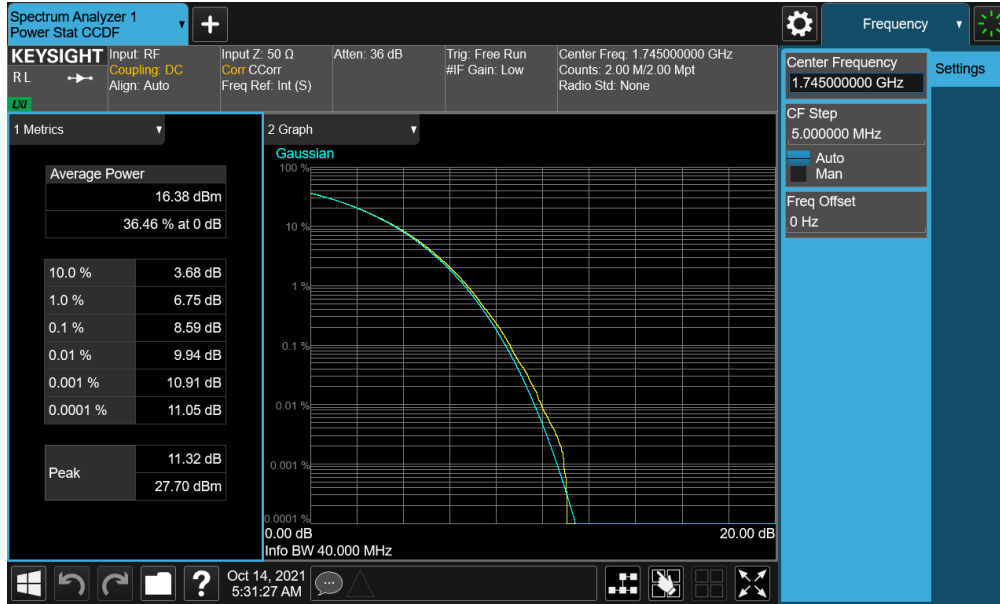 Spectrum Analyzer 1
Power Stat CCDF
Frequency
KEYSIGHT
R L
LXI
Input: RF
Coupling: DC
Align: Auto
Input Z: 50 Ω
Corr CCorr
Freq Ref: Int (S)
Atten: 36 dB
Trig: Free Run
#IF Gain: Low
Center Freq: 1.745000000 GHz
Counts: 2.00 M/2.00 Mpt
Radio Std: None
Center Frequency
1.745000000 GHz
Settings
CF Step
5.000000 MHz
Auto
Man
Freq Offset
0 Hz
1 Metrics
Average Power
16.38 dBm
36.46 % at 0 dB
10.0 % 3.68 dB
1.0 % 6.75 dB
0.1 % 8.59 dB
0.01 % 9.94 dB
0.001 % 10.91 dB
0.0001 % 11.05 dB
Peak
11.32 dB
27.70 dBm
2 Graph
Gaussian
100 %
10 %
1 %
0.1 %
0.01 %
0.001 %
0.0001 %
0.00 dB 20.00 dB
Info BW 40.000 MHz
?
Oct 14, 2021
5:31:27 AM